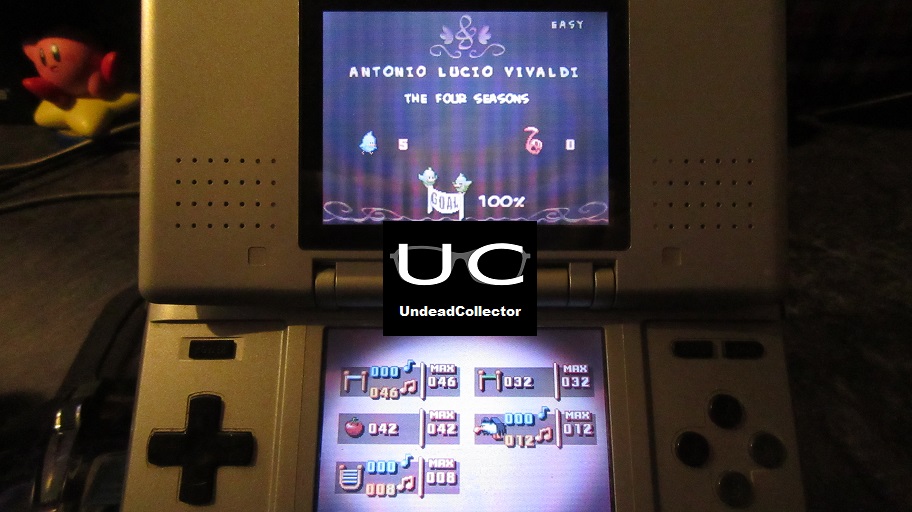 EASY
ANTONIO LUCIO VIVALDI
THE FOUR SEASONS
5 0
GOAL 100%
UC
UndeadCollector
000 MAX
046 046
032 MAX
032
042 MAX
042
000 MAX
012 012
000 MAX
008 008